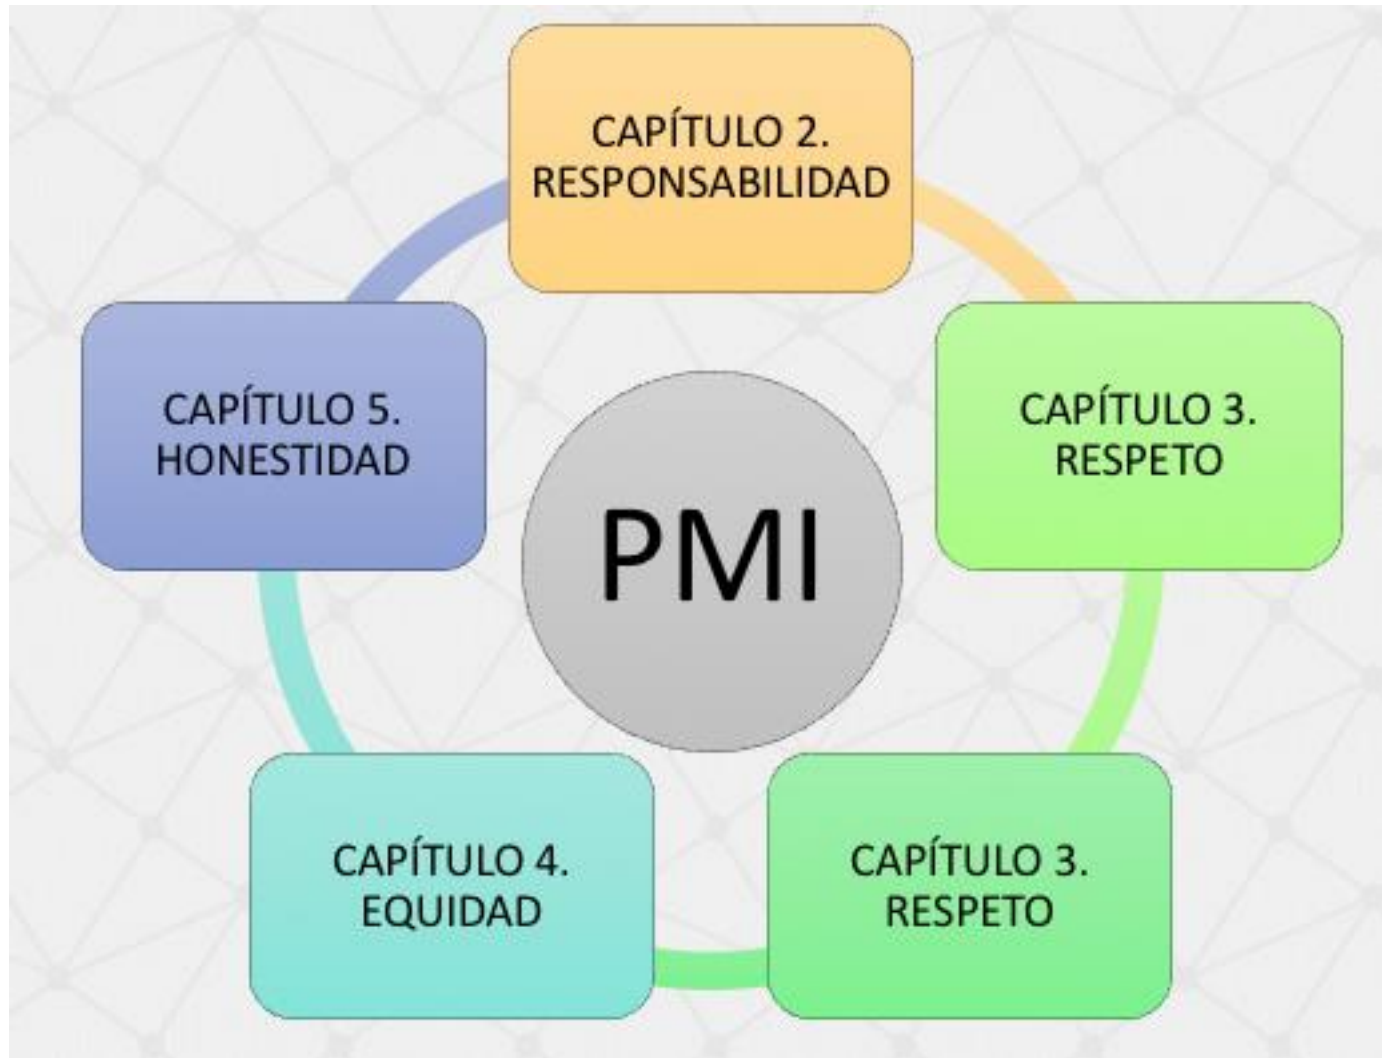 CAPÍTULO 2.
RESPONSABILIDAD
CAPÍTULO 5.
HONESTIDAD
CAPÍTULO 3.
RESPETO
PMI
CAPÍTULO 4.
EQUIDAD
CAPÍTULO 3.
RESPETO